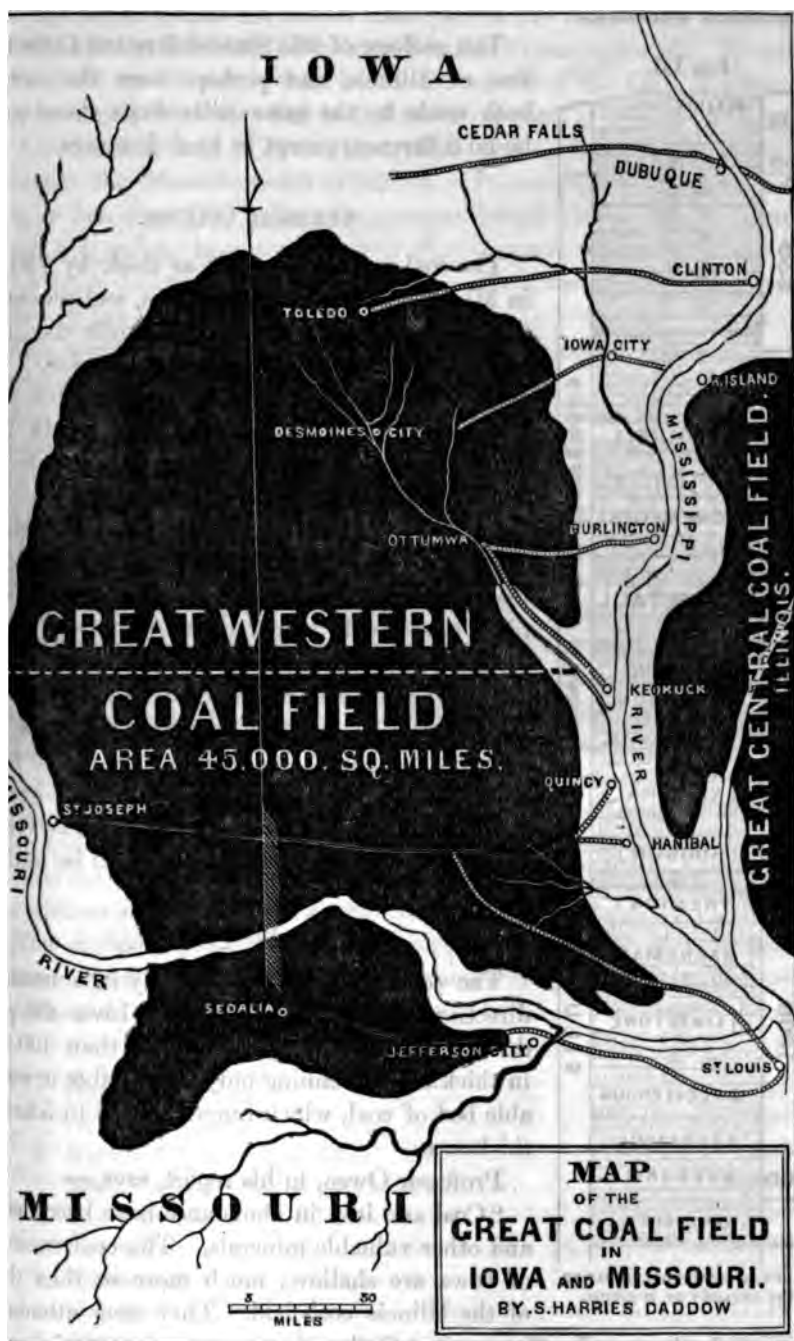 IOWA
CEDAR FALLS
DUBUQUE
CLINTON
TOLEDO
IOWA CITY
ISLAND
DESMOINES CITY
MISSISSIPPI
RIVER
OTTUMWA
BURLINGTON
GREAT CENTRAL COAL FIELD.
ILLINOIS.
GREAT WESTERN
COAL FIELD
AREA 45.000. SQ. MILES.
KEOKUCK
QUINCY
ST. JOSEPH
HANIBAL
MISSOURI
RIVER
SEDALIA
JEFFERSON CITY
ST. LOUIS
MISSOURI
MAP
OF THE
GREAT COAL FIELD
IN
IOWA AND MISSOURI.
BY. S. HARRIES DADDOW
50
MILES